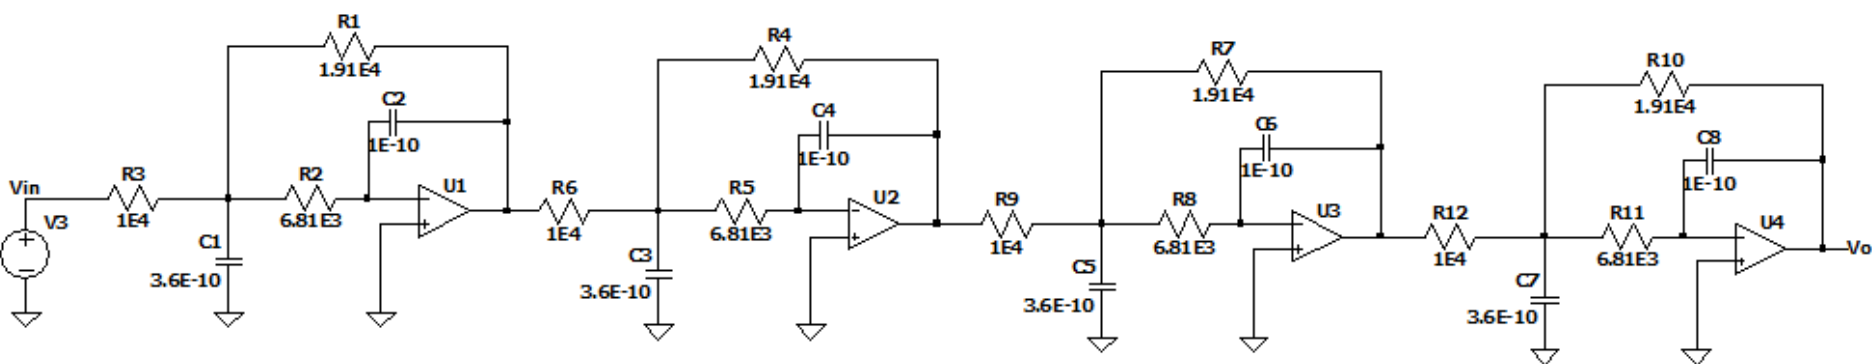 R1
1.91E4
C2
1E-10
Vin
R3
1E4
R2
6.81E3
U1
V3
C1
3.6E-10
R4
1.91E4
C4
1E-10
R6
1E4
R5
6.81E3
U2
C3
3.6E-10
R7
1.91E4
C6
1E-10
R9
1E4
R8
6.81E3
U3
C5
3.6E-10
R10
1.91E4
C8
1E-10
R12
1E4
R11
6.81E3
U4
C7
3.6E-10
Vo